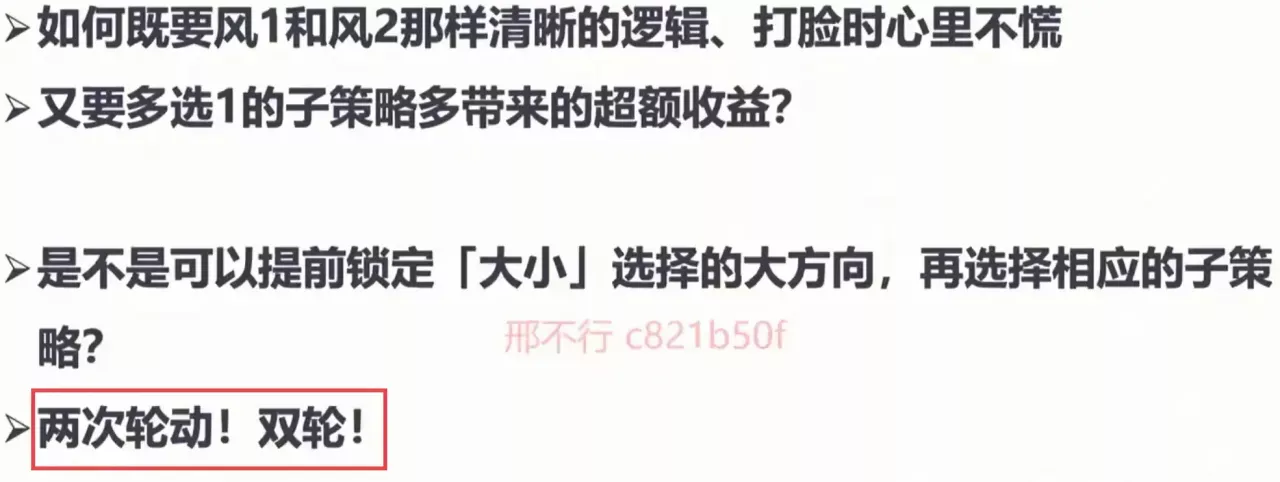 ➢如何既要风1和风2那样清晰的逻辑、打脸时心里不慌
➢又要多选1的子策略多带来的超额收益?
➢是不是可以提前锁定「大小」选择的大方向，再选择相应的子策
略?
邢不行 c821b50f
➢两次轮动！双轮！